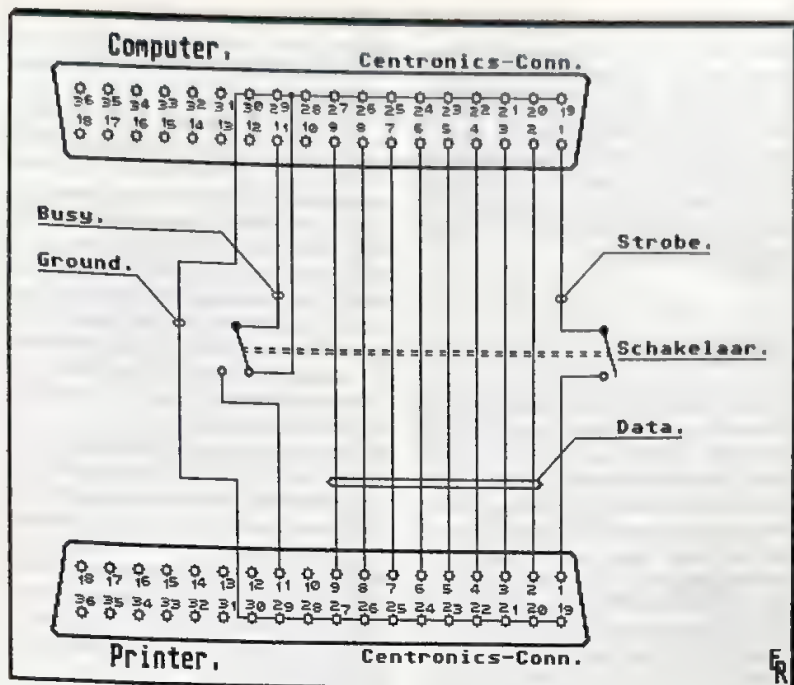 Computer.
Centronics-Conn.
36 35 34 33 32 31 30 29 28 27 26 25 24 23 22 21 20 19
18 17 16 15 14 13 12 11 10 9 8 7 6 5 4 3 2 1
Busy.
Strobe.
Ground.
Schakelaar.
Data.
18 17 16 15 14 13 12 11 10 9 8 7 6 5 4 3 2 1
36 35 34 33 32 31 30 29 28 27 26 25 24 23 22 21 20 19
Printer.
Centronics-Conn.
ER